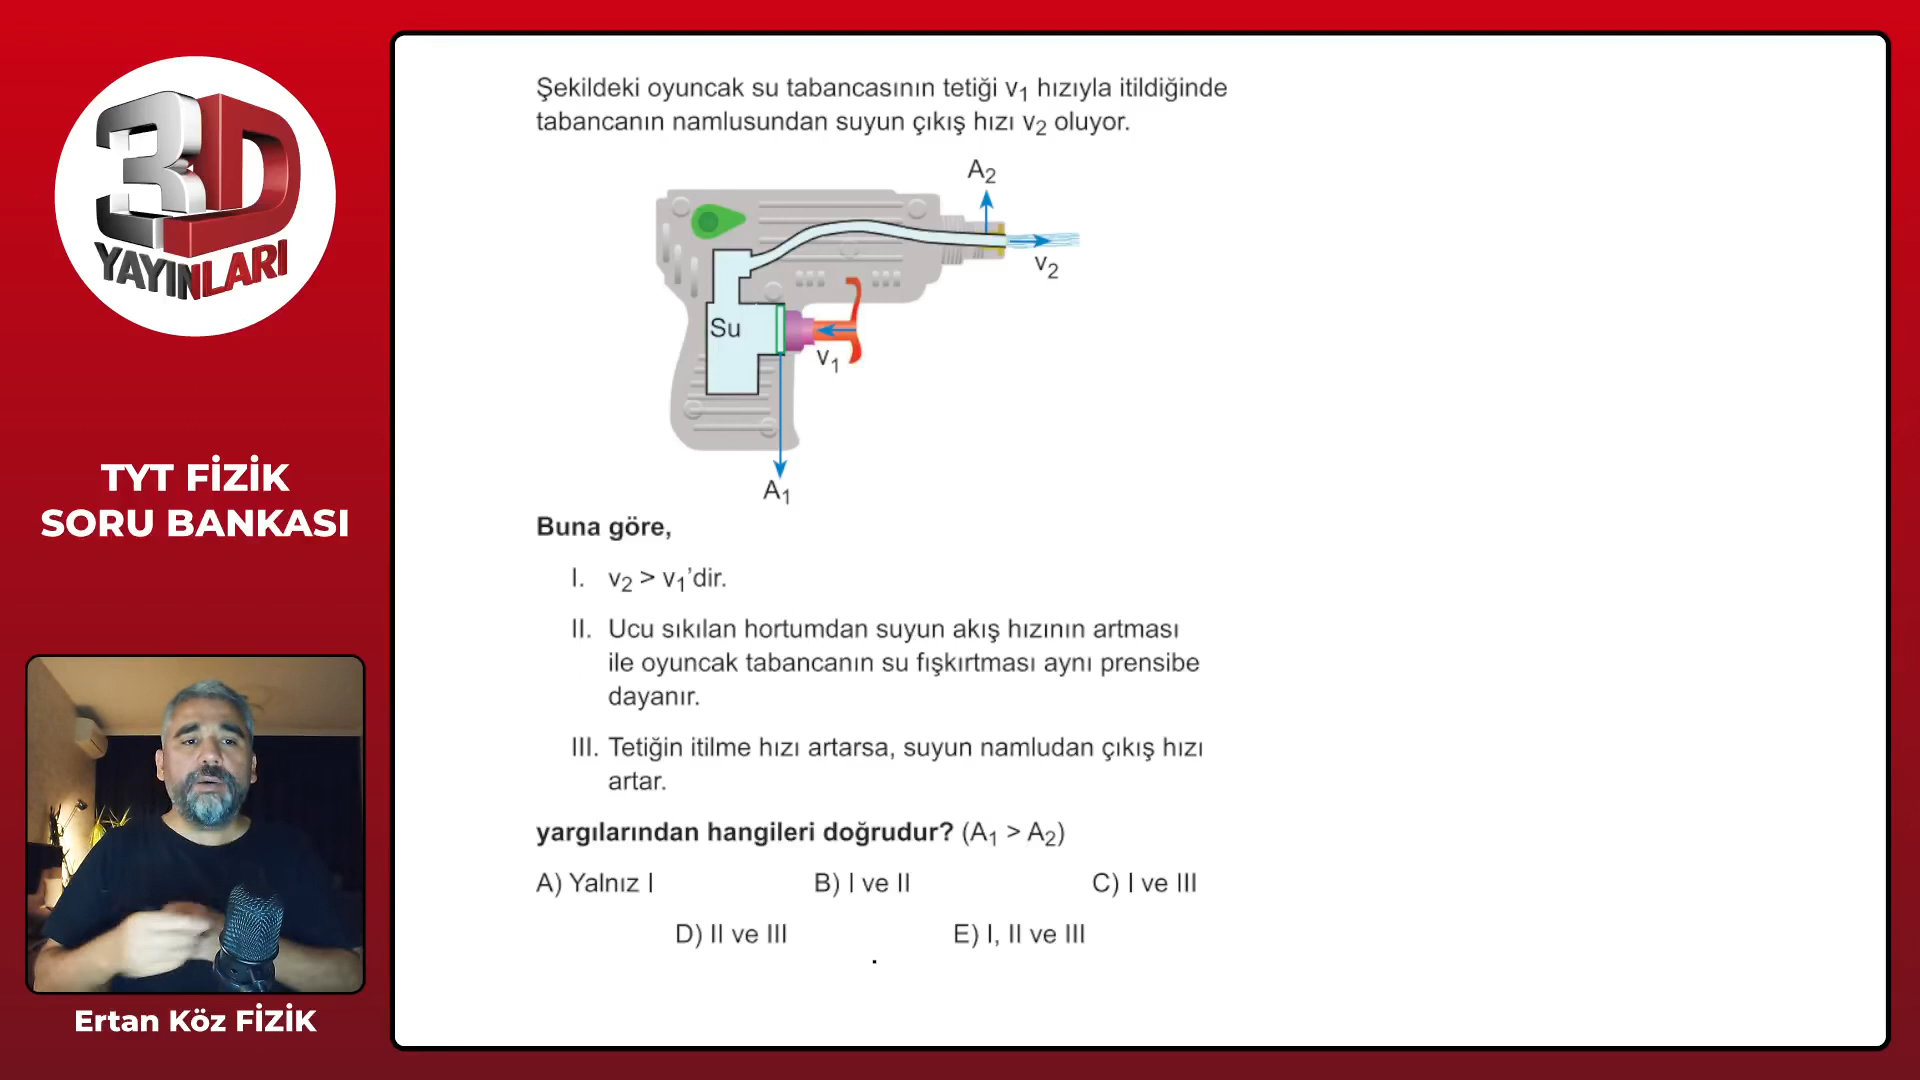 3D
YAYINLARI
TYT FİZİK
SORU BANKASI
Ertan Köz FİZİK
Şekildeki oyuncak su tabancasının tetiği v₁ hızıyla itildiğinde
tabancanın namlusundan suyun çıkış hızı v₂ oluyor.
A₂
v₂
Su
v₁
A₁
Buna göre,
I. v₂ > v₁'dir.
II. Ucu sıkılan hortumdan suyun akış hızının artması
ile oyuncak tabancanın su fışkırtması aynı prensibe
dayanır.
III. Tetiğin itilme hızı artarsa, suyun namludan çıkış hızı
artar.
yargılarından hangileri doğrudur? (A₁ > A₂)
A) Yalnız I B) I ve II C) I ve III
D) II ve III E) I, II ve III